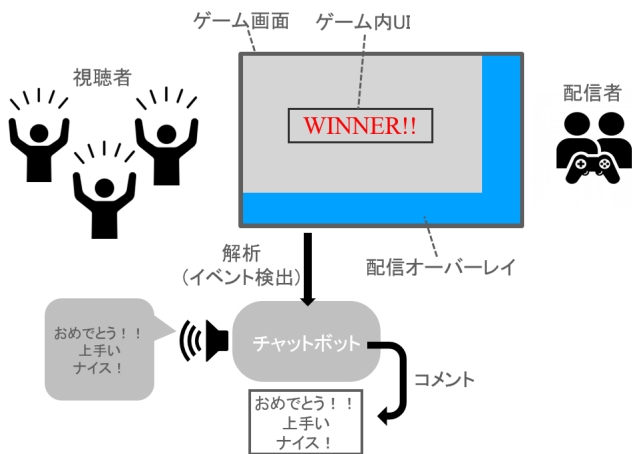 ゲーム画面
ゲーム内UI
視聴者
配信者
WINNER!!
解析
(イベント検出)
配信オーバーレイ
おめでとう！！
上手い
ナイス！
チャットボット
コメント
おめでとう！！
上手い
ナイス！